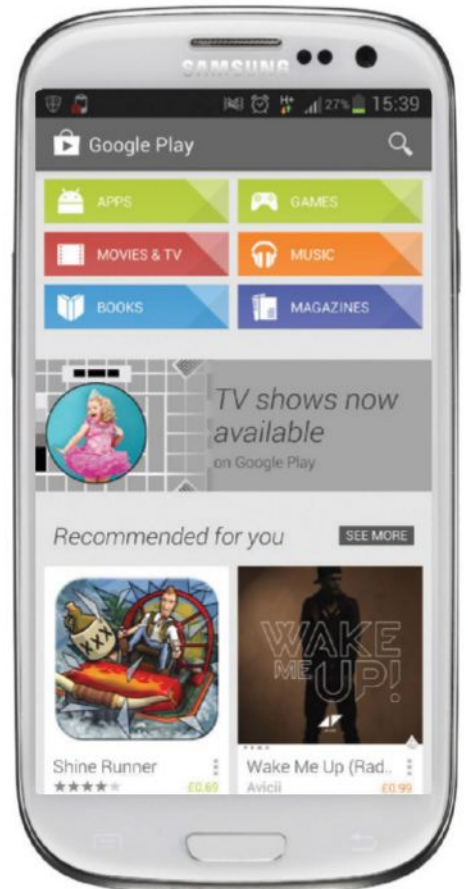 SAMSUNG
H+ 27% 15:39
Google Play
APPS GAMES
MOVIES & TV MUSIC
BOOKS MAGAZINES
TV shows now
available
on Google Play
Recommended for you SEE MORE
XXX
WAKE
ME UP!
Shine Runner Wake Me Up (Rad..
£0.69 Avicii £0.99